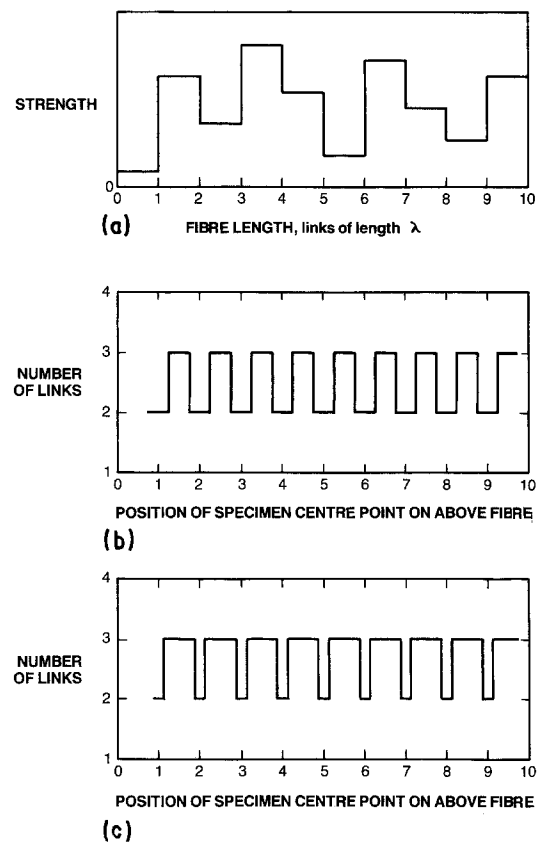 STRENGTH
0
0 1 2 3 4 5 6 7 8 9 10
(a) FIBRE LENGTH, links of length λ
4
3
NUMBER
OF LINKS
2
1
0 1 2 3 4 5 6 7 8 9 10
POSITION OF SPECIMEN CENTRE POINT ON ABOVE FIBRE
(b)
4
3
NUMBER
OF LINKS
2
1
0 1 2 3 4 5 6 7 8 9 10
POSITION OF SPECIMEN CENTRE POINT ON ABOVE FIBRE
(c)